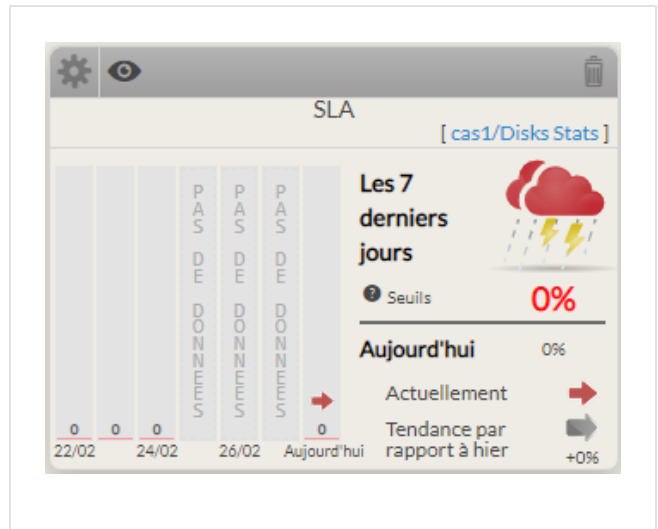 SLA
[ cas1/Disks Stats ]
PAS DE DONNEES
PAS DE DONNEES
PAS DE DONNEES
0
0
0
0
22/02
24/02
26/02
Aujourd'hui
Les 7
derniers
jours
? Seuils
0%
Aujourd'hui
0%
Actuellement
Tendance par
rapport à hier
+0%